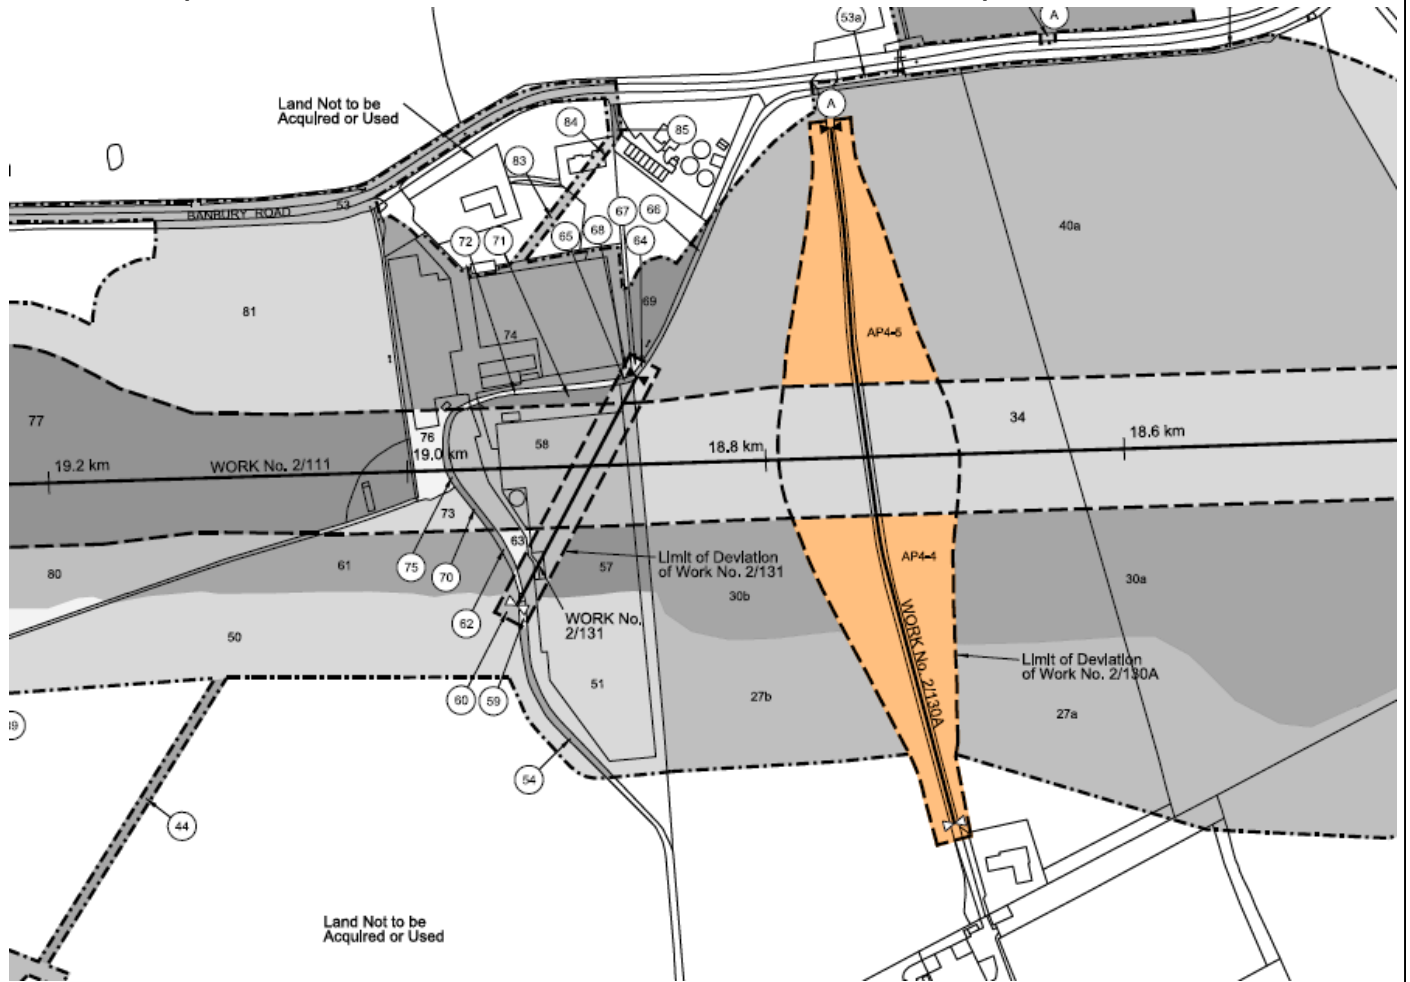 A
53a
Land Not to be
Acquired or Used
A
84
85
83
BANBURY ROAD
53
67
66
40a
72
71
65
68
64
81
69
AP4-5
74
1
1
77
34
76
58
18.8 km
18.6 km
19.2 km
WORK No. 2/111
19.0 km
73
63
AP4-4
Limit of Deviation
of Work No. 2/131
80
61
75
70
57
30a
30b
62
WORK No.
2/131
WORK No. 2/130A
50
Limit of Deviation
of Work No. 2/130A
60
59
51
27b
27a
54
44
Land Not to be
Acquired or Used